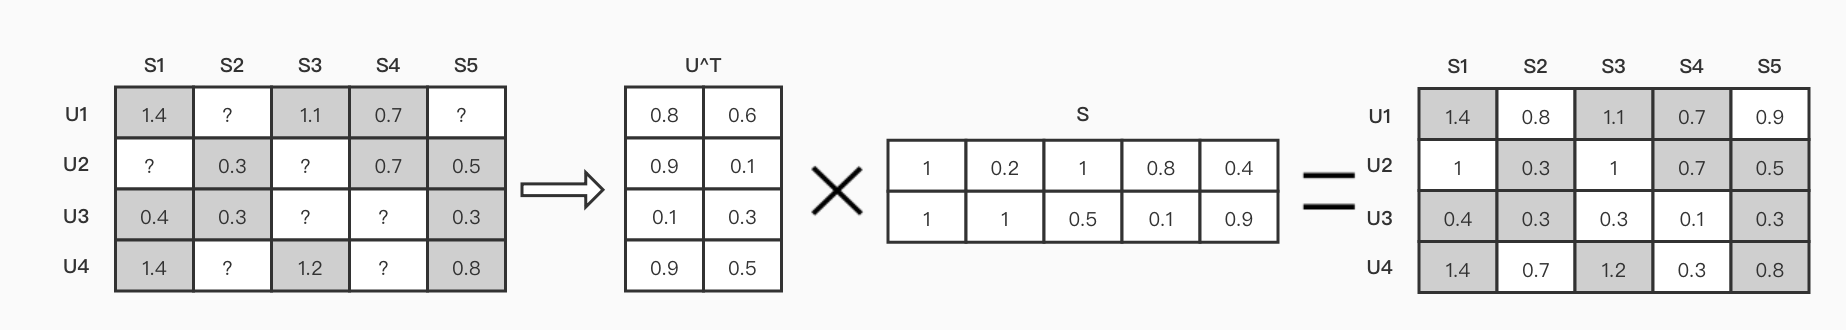 S1 S2 S3 S4 S5
U1 1.4 ? 1.1 0.7 ?
U2 ? 0.3 ? 0.7 0.5
U3 0.4 0.3 ? ? 0.3
U4 1.4 ? 1.2 ? 0.8
U^T
0.8 0.6
0.9 0.1
0.1 0.3
0.9 0.5
S
1 0.2 1 0.8 0.4
1 1 0.5 0.1 0.9
=
S1 S2 S3 S4 S5
U1 1.4 0.8 1.1 0.7 0.9
U2 1 0.3 1 0.7 0.5
U3 0.4 0.3 0.3 0.1 0.3
U4 1.4 0.7 1.2 0.3 0.8